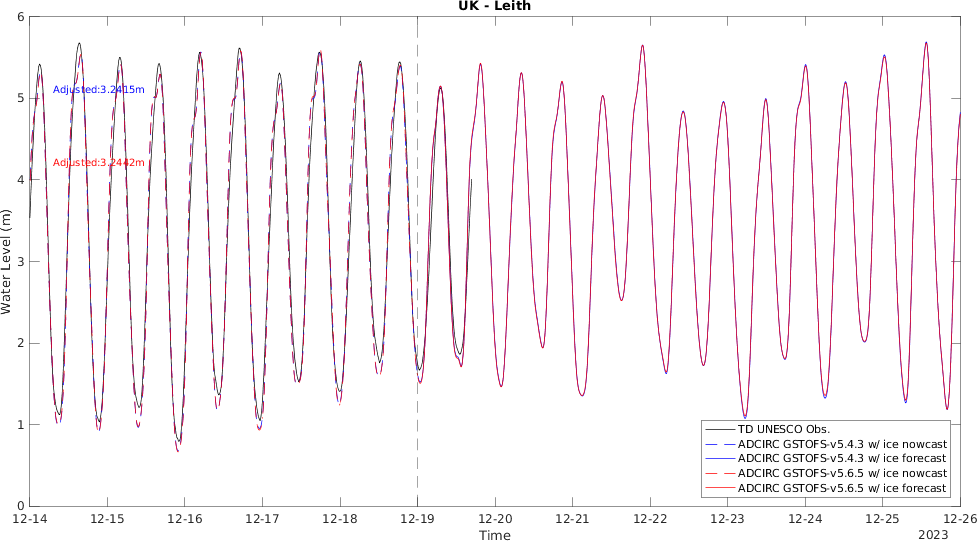 UK - Leith
6
5
4
3
2
1
0
Water Level (m)
Adjusted:3.2415m
Adjusted:3.2442m
TD UNESCO Obs.
ADCIRC GSTOFS-v5.4.3 w/ ice nowcast
ADCIRC GSTOFS-v5.4.3 w/ ice forecast
ADCIRC GSTOFS-v5.6.5 w/ ice nowcast
ADCIRC GSTOFS-v5.6.5 w/ ice forecast
12-14 12-15 12-16 12-17 12-18 12-19 12-20 12-21 12-22 12-23 12-24 12-25 12-26
Time
2023